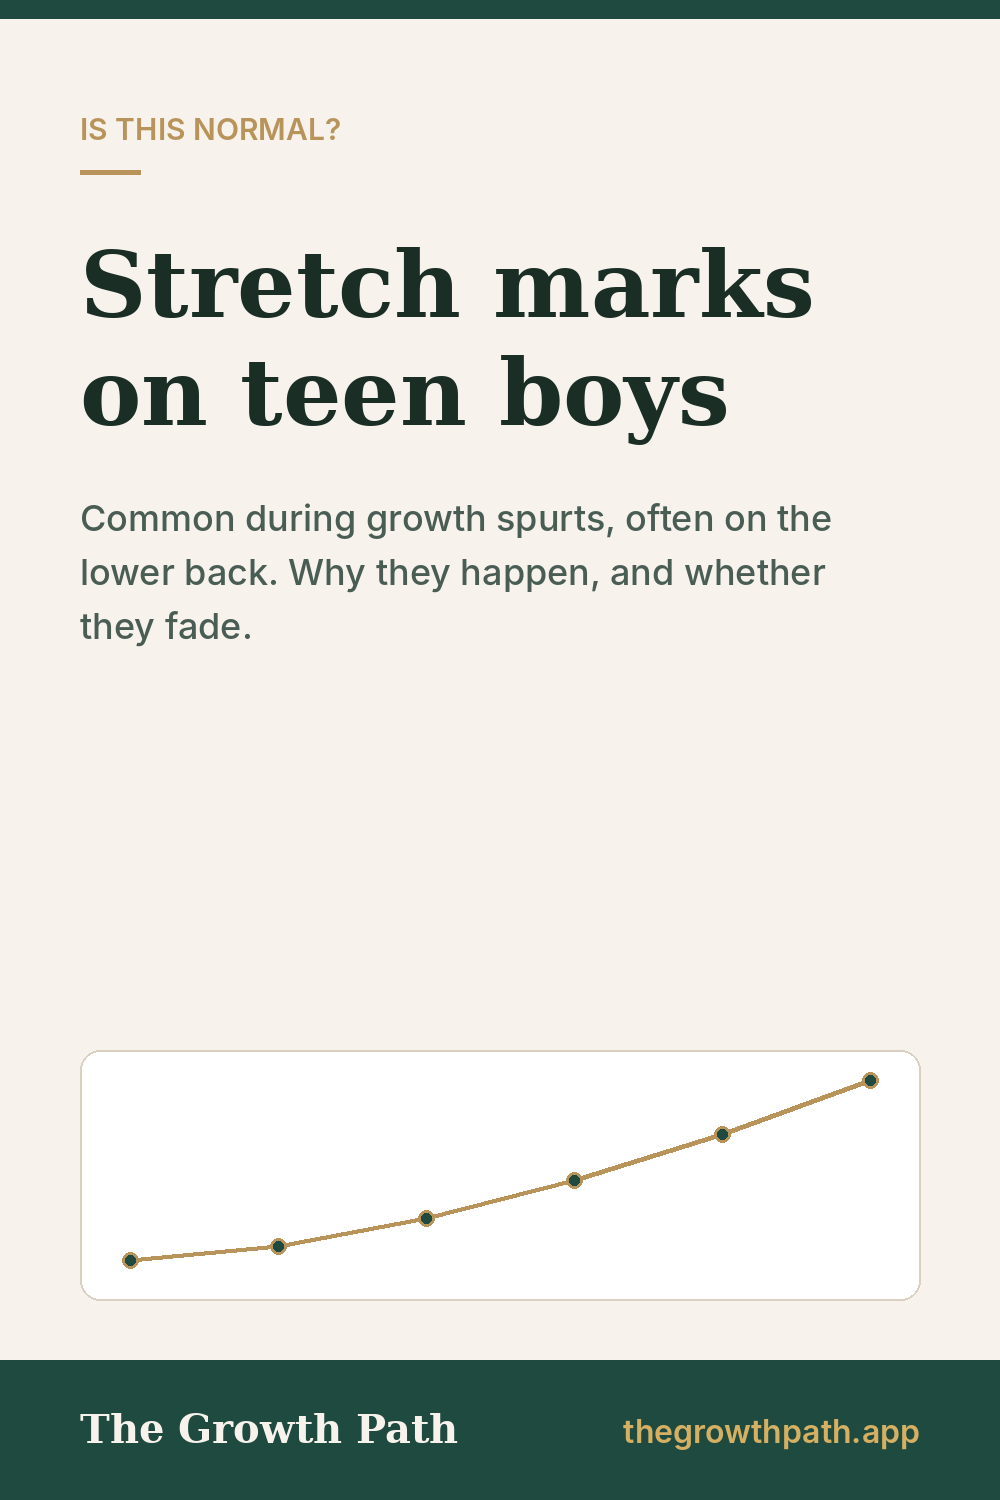 IS THIS NORMAL?
Stretch marks
on teen boys
Common during growth spurts, often on the
lower back. Why they happen, and whether
they fade.
The Growth Path
thegrowthpath.app